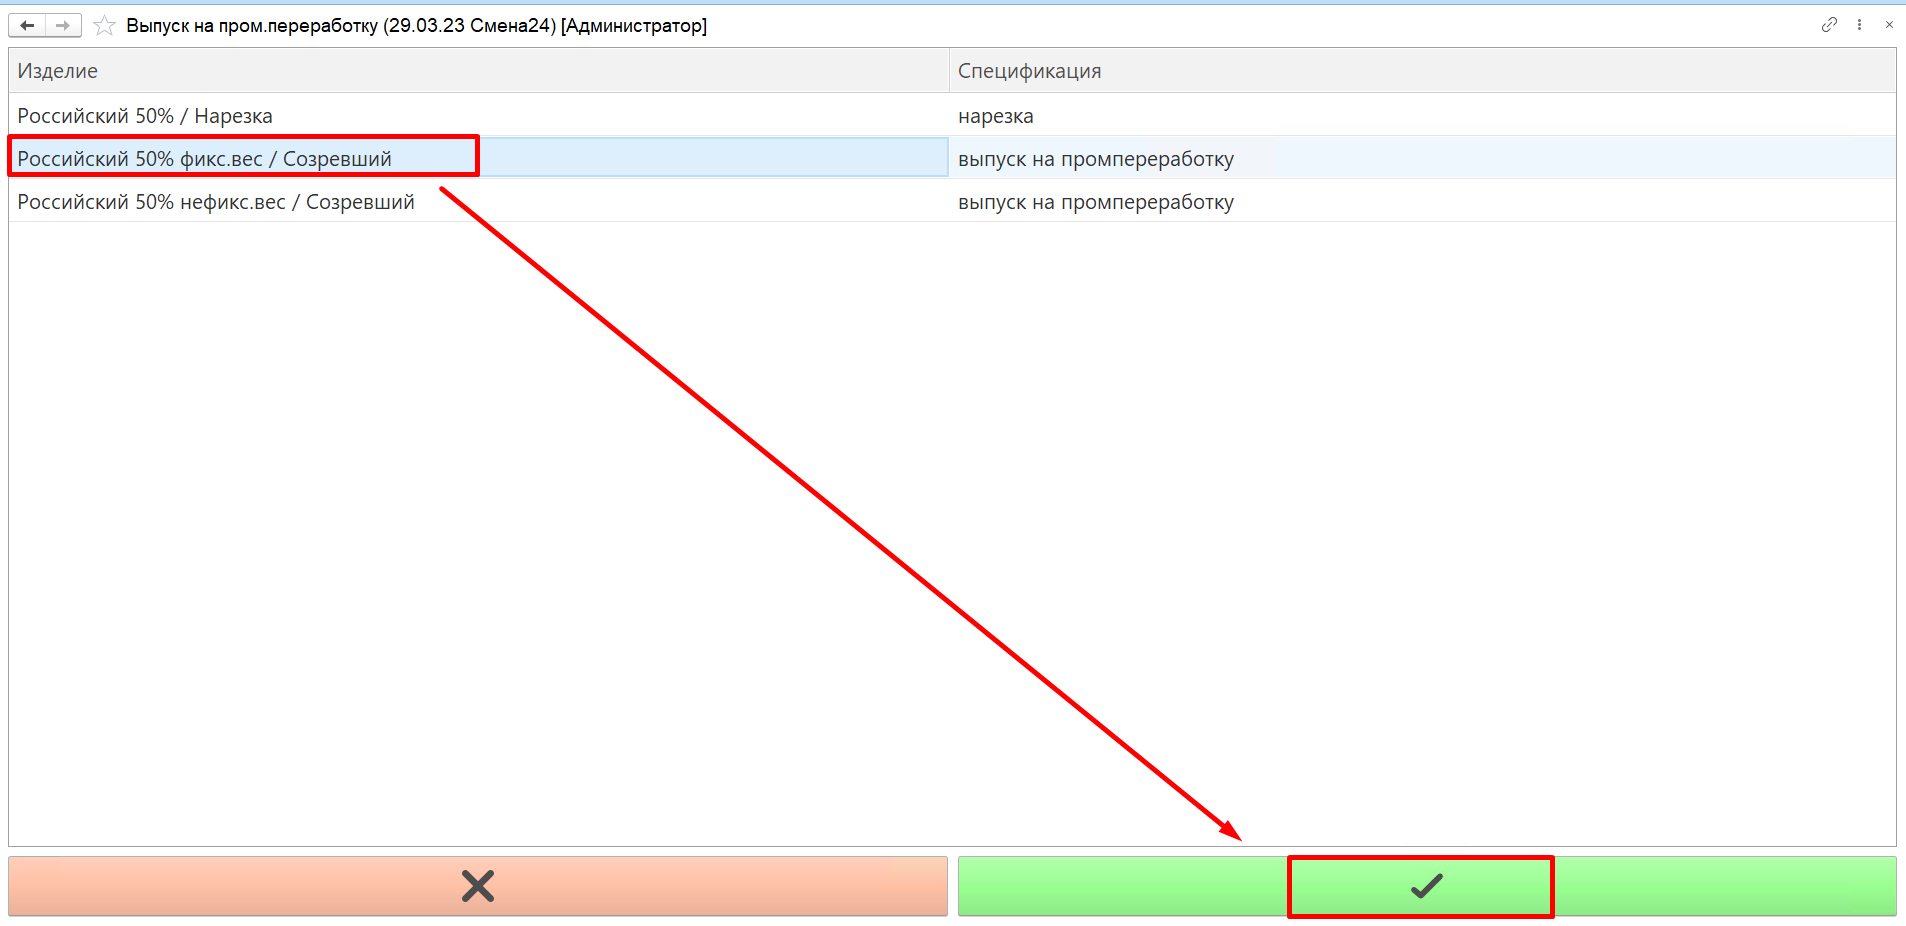 Выпуск на пром.переработку (29.03.23 Смена24) [Администратор]
Изделие Спецификация
Российский 50% / Нарезка нарезка
Российский 50% фикс.вес / Созревший выпуск на промпереработку
Российский 50% нефикс.вес / Созревший выпуск на промпереработку